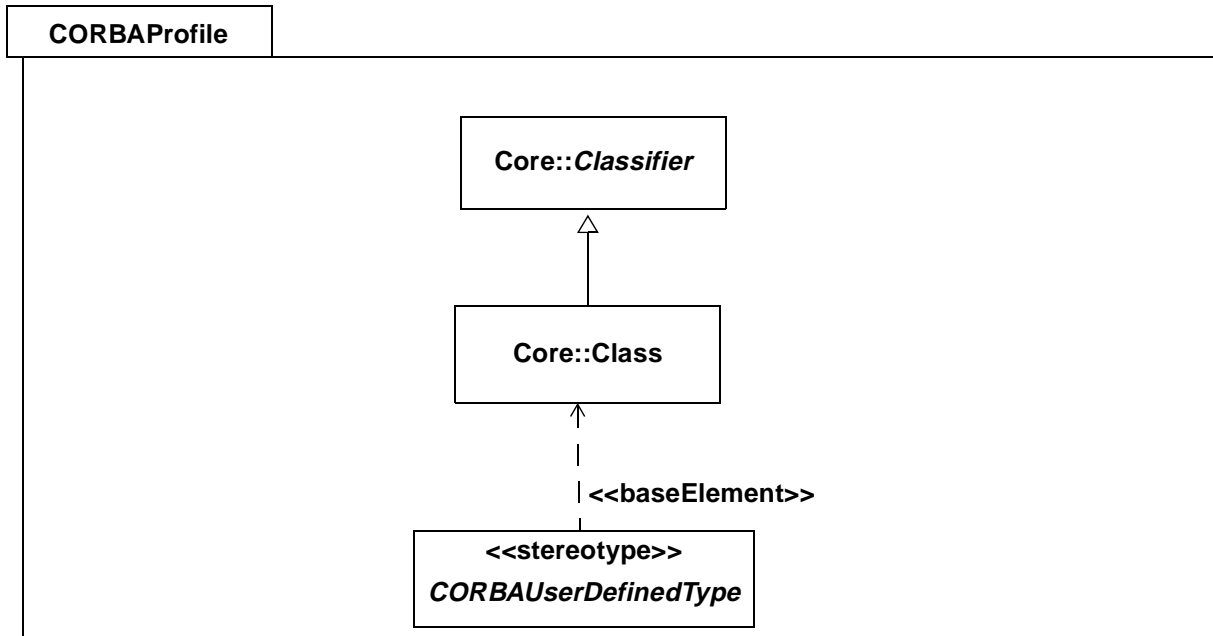 CORBAProfile
Core::Classifier
Core::Class
<<baseElement>>
<<stereotype>>
CORBAUserDefinedType